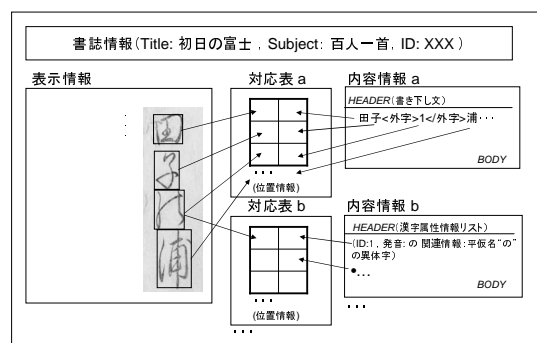 書誌情報(Title: 初日の富士 , Subject: 百人一首, ID: XXX )
表示情報
対応表 a
内容情報 a
HEADER(書き下し文)
田子<外字>1</外字>浦･･･
BODY
田
子
浦
･･･
(位置情報)
対応表 b
内容情報 b
HEADER(漢字属性情報リスト)
(ID:1 , 発音: の 関連情報:平仮名“の”
の異体字)
●･･･
BODY
･･･
(位置情報)
･･･
･･･